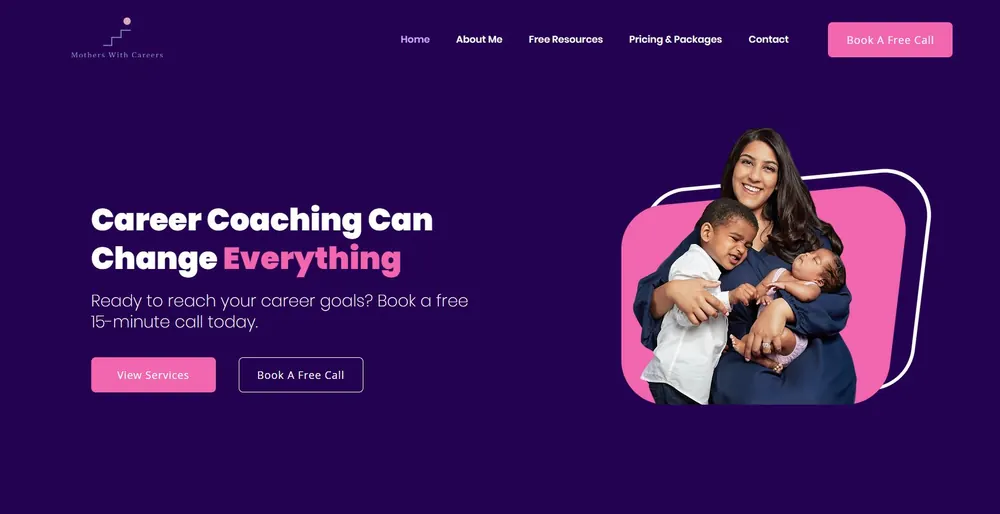 Mothers With Careers
Home
About Me
Free Resources
Pricing & Packages
Contact
Book A Free Call
Career Coaching Can
Change Everything
Ready to reach your career goals? Book a free
15-minute call today.
View Services
Book A Free Call